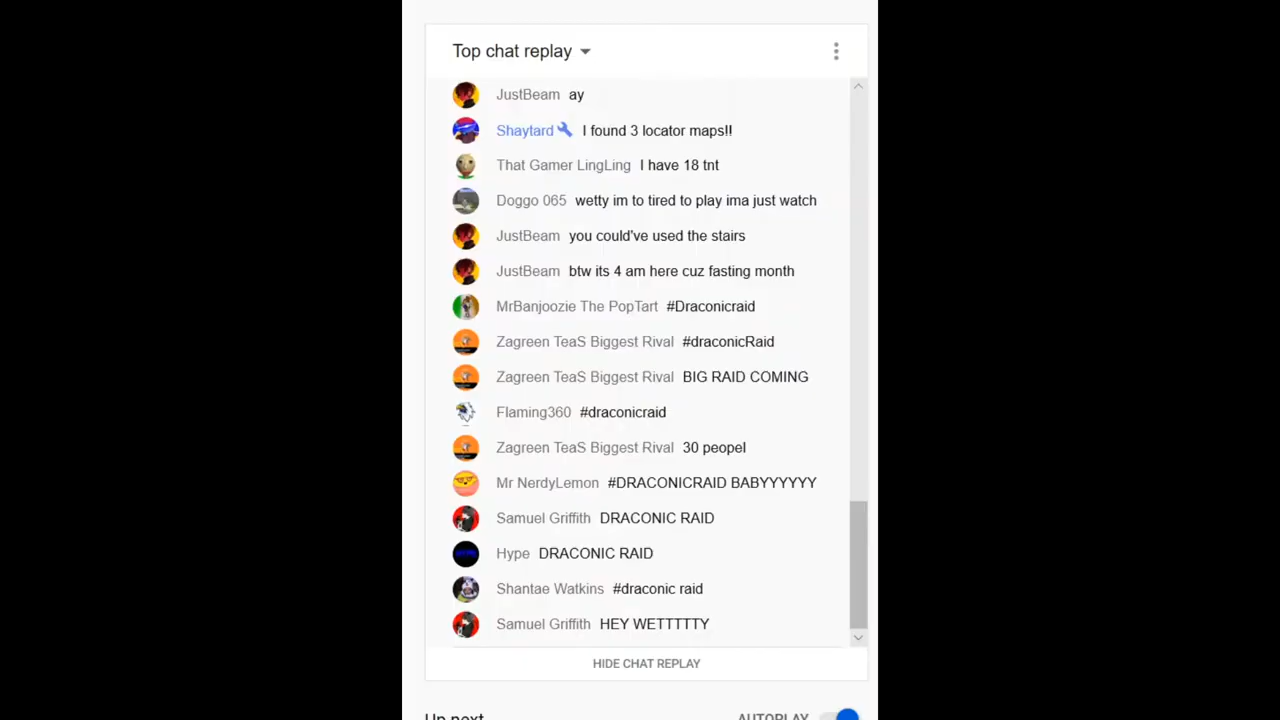 Top chat replay
JustBeam ay
Shaytard I found 3 locator maps!!
That Gamer LingLing I have 18 tnt
Doggo 065 wetty im to tired to play ima just watch
JustBeam you could've used the stairs
JustBeam btw its 4 am here cuz fasting month
MrBanjoozie The PopTart #Draconicraid
Zagreen TeaS Biggest Rival #draconicRaid
Zagreen TeaS Biggest Rival BIG RAID COMING
Flaming360 #draconicraid
Zagreen TeaS Biggest Rival 30 peopel
Mr NerdyLemon #DRACONICRAID BABYYYYYY
Samuel Griffith DRACONIC RAID
Hype DRACONIC RAID
Shantae Watkins #draconic raid
Samuel Griffith HEY WETTTTTY
HIDE CHAT REPLAY
Up next AUTOPLAY